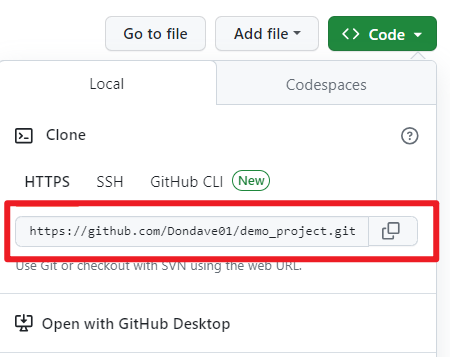 Go to file Add file Code
Local Codespaces
Clone
HTTPS SSH GitHub CLI New
https://github.com/Dondave01/demo_project.git
Use Git or checkout with SVN using the web URL.
Open with GitHub Desktop